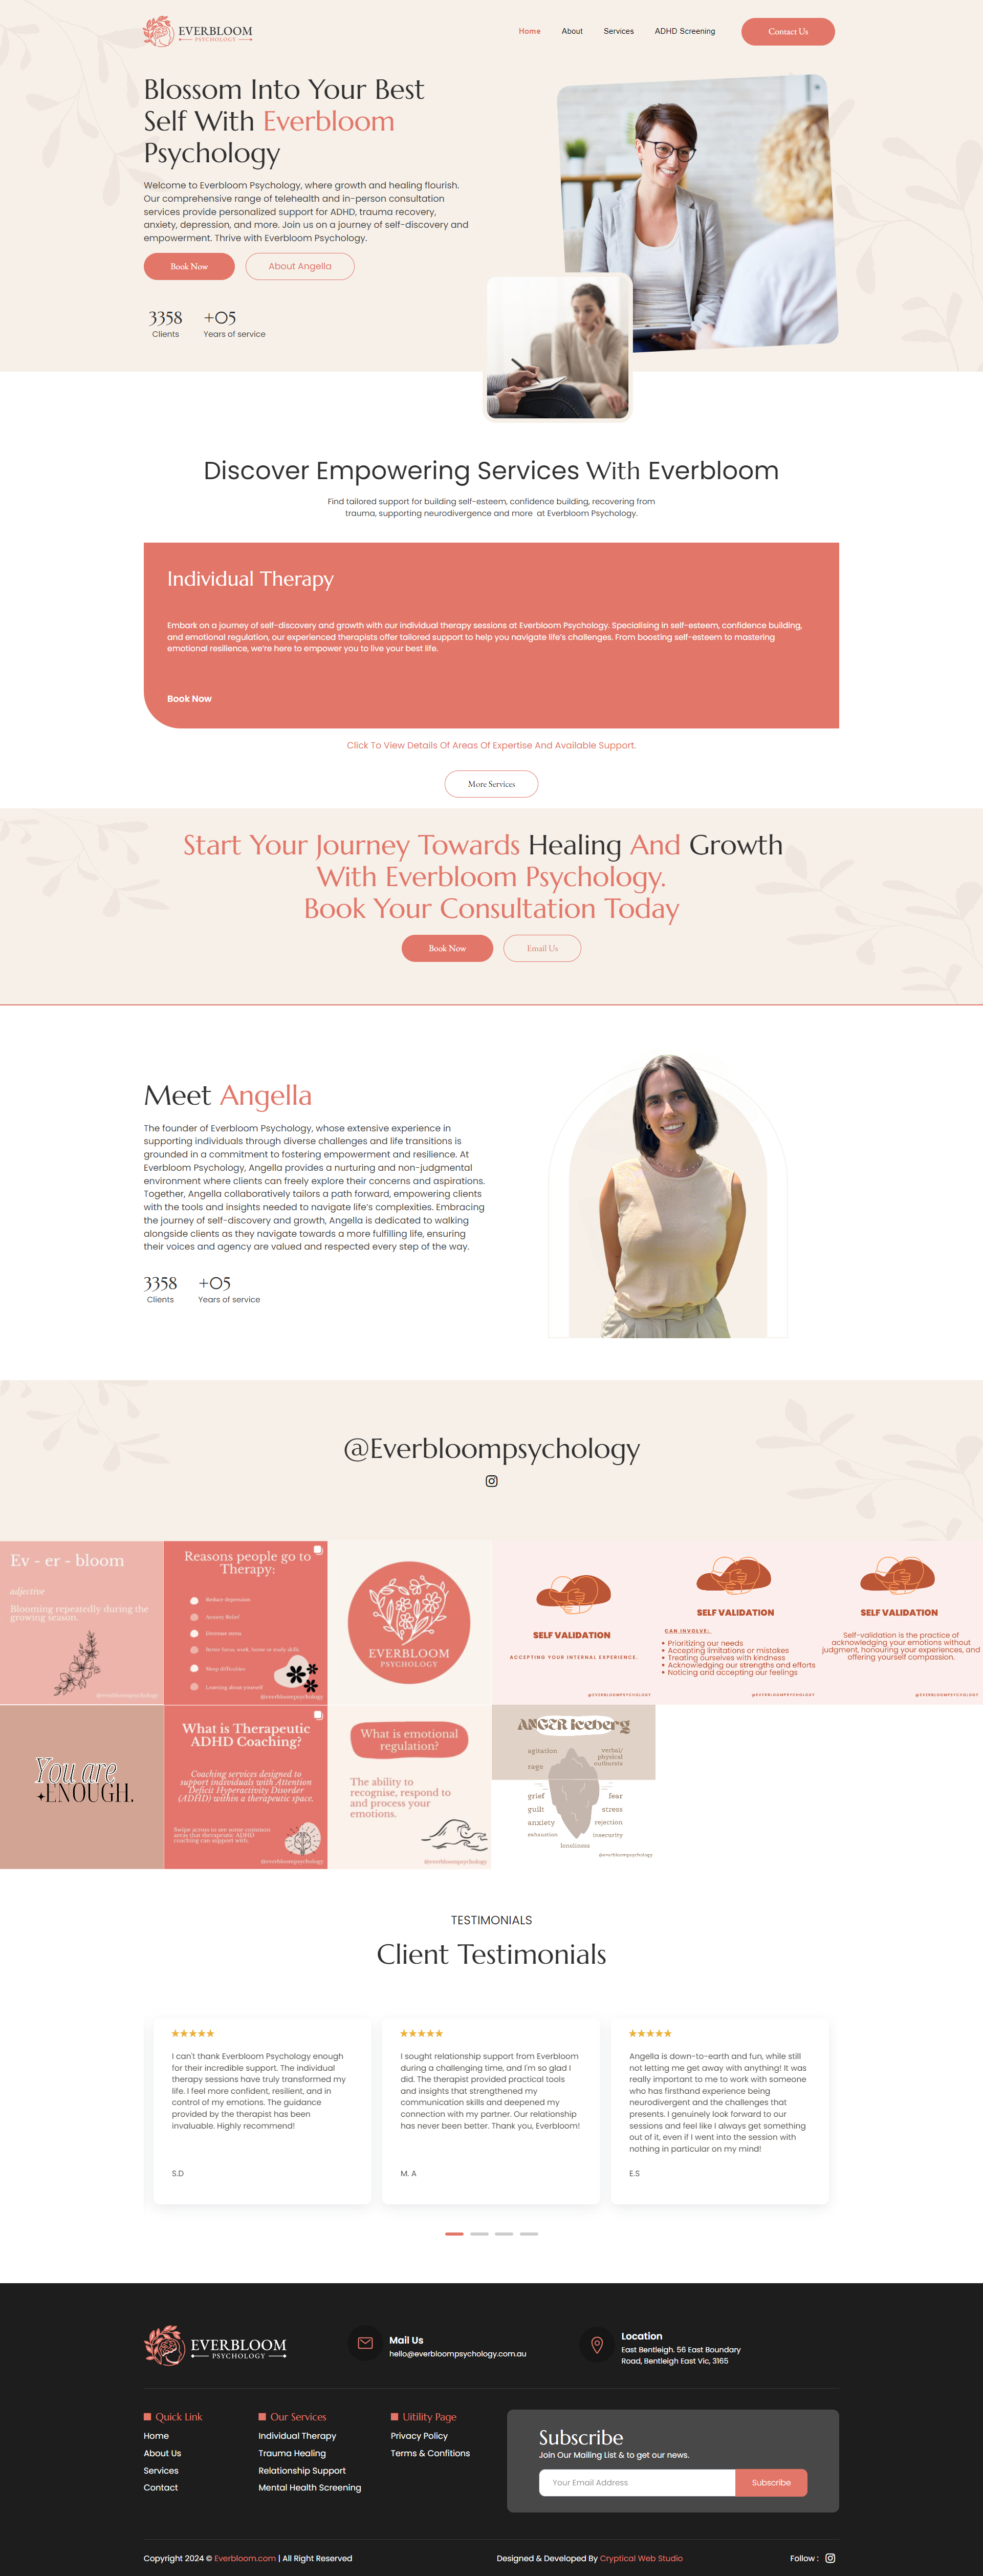 EVERBLOOM
PSYCHOLOGY
Home
About
Services
ADHD Screening
Contact Us
Blossom Into Your Best
Self With Everbloom
Psychology
Welcome to Everbloom Psychology, where growth and healing flourish.
Our comprehensive range of telehealth and in-person consultation
services provide personalized support for ADHD, trauma recovery,
anxiety, depression, and more. Join us on a journey of self-discovery and
empowerment. Thrive with Everbloom Psychology.
Book Now
About Angella
3358
Clients
+05
Years of service
Discover Empowering Services With Everbloom
Find tailored support for building self-esteem, confidence building, recovering from
trauma, supporting neurodivergence and more at Everbloom Psychology.
Individual Therapy
Embark on a journey of self-discovery and growth with our individual therapy sessions at Everbloom Psychology. Specialising in self-esteem, confidence building,
and emotional regulation, our experienced therapists offer tailored support to help you navigate life's challenges. From boosting self-esteem to mastering
emotional resilience, we're here to empower you to live your best life.
Book Now
Click To View Details Of Areas Of Expertise And Available Support.
More Services
Start Your Journey Towards Healing And Growth
With Everbloom Psychology.
Book Your Consultation Today
Book Now
Email Us
Meet Angella
The founder of Everbloom Psychology, whose extensive experience in
supporting individuals through diverse challenges and life transitions is
grounded in a commitment to fostering empowerment and resilience. At
Everbloom Psychology, Angella provides a nurturing and non-judgmental
environment where clients can freely explore their concerns and aspirations.
Together, Angella collaboratively tailors a path forward, empowering clients
with the tools and insights needed to navigate life's complexities. Embracing
the journey of self-discovery and growth, Angella is dedicated to walking
alongside clients as they navigate towards a more fulfilling life, ensuring
their voices and agency are valued and respected every step of the way.
3358
Clients
+05
Years of service
@Everbloompsychology
Ev - er - bloom
adjective
Blooming repeatedly during the
growing season.
@everbloompsychology
Reasons people go to
Therapy:
Reduce depression
Anxiety Relief
Decrease stress
Better focus, work, home or study skills
Sleep difficulties
Learning about yourself
@everbloompsychology
EVERBLOOM
PSYCHOLOGY
SELF VALIDATION
ACCEPTING YOUR INTERNAL EXPERIENCE.
@EVERBLOOMPSYCHOLOGY
SELF VALIDATION
CAN INVOLVE:
• Prioritizing our needs
• Accepting limitations or mistakes
• Treating ourselves with kindness
• Acknowledging our strengths and efforts
• Noticing and accepting our feelings
@EVERBLOOMPSYCHOLOGY
SELF VALIDATION
Self-validation is the practice of
acknowledging your emotions without
judgment, honouring your experiences, and
offering yourself compassion.
@EVERBLOOMPSYCHOLOGY
You are
ENOUGH.
What is Therapeutic
ADHD Coaching?
Coaching services designed to
support individuals with Attention
Deficit Hyperactivity Disorder
(ADHD) within a therapeutic space.
Swipe across to see some common
areas that therapeutic ADHD
coaching can support with.
@everbloompsychology
What is emotional
regulation?
The ability to
recognise, respond to
and process your
emotions.
@everbloompsychology
ANGER iceberg
agitation
rage
verbal/
physical
outbursts
grief
guilt
anxiety
exhaustion
loneliness
fear
stress
rejection
insecurity
@everbloompsychology
TESTIMONIALS
Client Testimonials
I can't thank Everbloom Psychology enough
for their incredible support. The individual
therapy sessions have truly transformed my
life. I feel more confident, resilient, and in
control of my emotions. The guidance
provided by the therapist has been
invaluable. Highly recommend!
S.D
I sought relationship support from Everbloom
during a challenging time, and I'm so glad I
did. The therapist provided practical tools
and insights that strengthened my
communication skills and deepened my
connection with my partner. Our relationship
has never been better. Thank you, Everbloom!
M. A
Angella is down-to-earth and fun, while still
not letting me get away with anything! It was
really important to me to work with someone
who has firsthand experience being
neurodivergent and the challenges that
presents. I genuinely look forward to our
sessions and feel like I always get something
out of it, even if I went into the session with
nothing in particular on my mind!
E.S
EVERBLOOM
PSYCHOLOGY
Mail Us
hello@everbloompsychology.com.au
Location
East Bentleigh. 56 East Boundary
Road, Bentleigh East Vic, 3165
Quick Link
Home
About Us
Services
Contact
Our Services
Individual Therapy
Trauma Healing
Relationship Support
Mental Health Screening
Uitility Page
Privacy Policy
Terms & Confitions
Subscribe
Join Our Mailing List & to get our news.
Your Email Address
Subscribe
Copyright 2024 © Everbloom.com | All Right Reserved
Designed & Developed By Cryptical Web Studio
Follow :